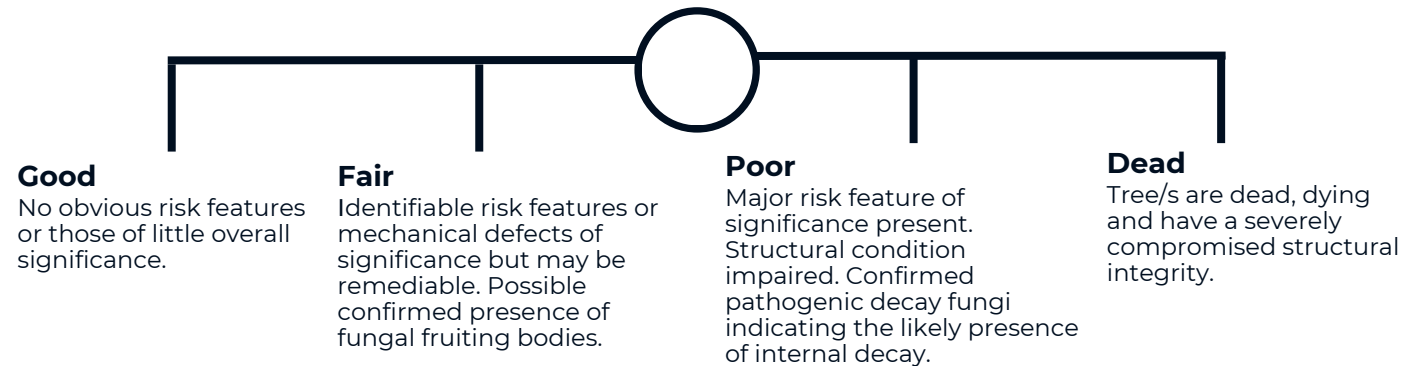 Good
No obvious risk features
or those of little overall
significance.
Fair
Identifiable risk features or
mechanical defects of
significance but may be
remediable. Possible
confirmed presence of
fungal fruiting bodies.
Poor
Major risk feature of
significance present.
Structural condition
impaired. Confirmed
pathogenic decay fungi
indicating the likely presence
of internal decay.
Dead
Tree/s are dead, dying
and have a severely
compromised structural
integrity.